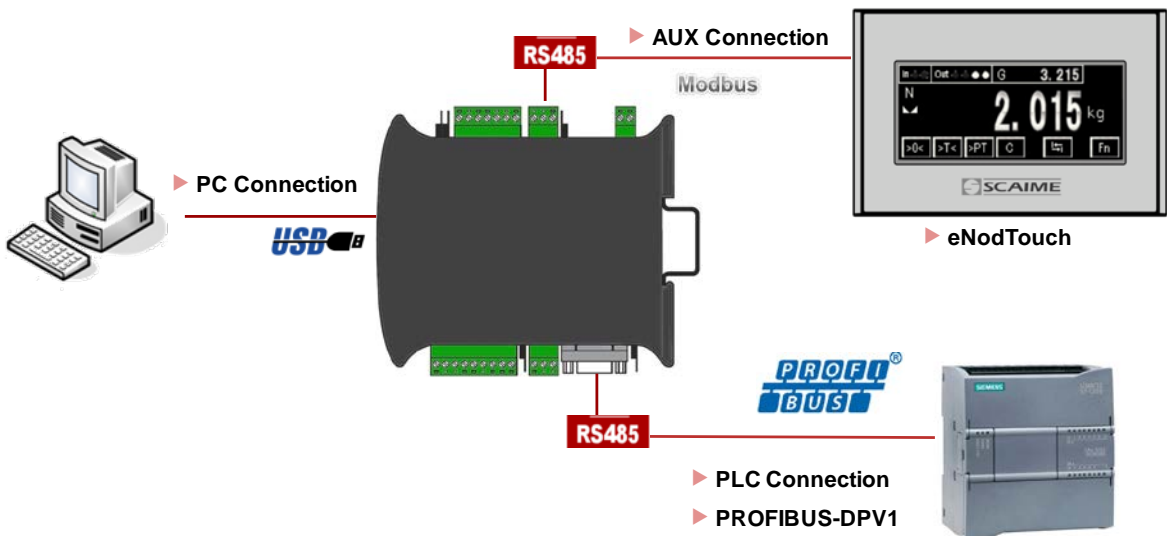 AUX Connection
RS485
Modbus
In
Out
G
3. 215
N
2. 015 kg
>0<
>T<
>PT
C
Fn
SCAIME
eNodTouch
PC Connection
USB
PROFI
BUS
®
SIEMENS
RS485
PLC Connection
PROFIBUS-DPV1